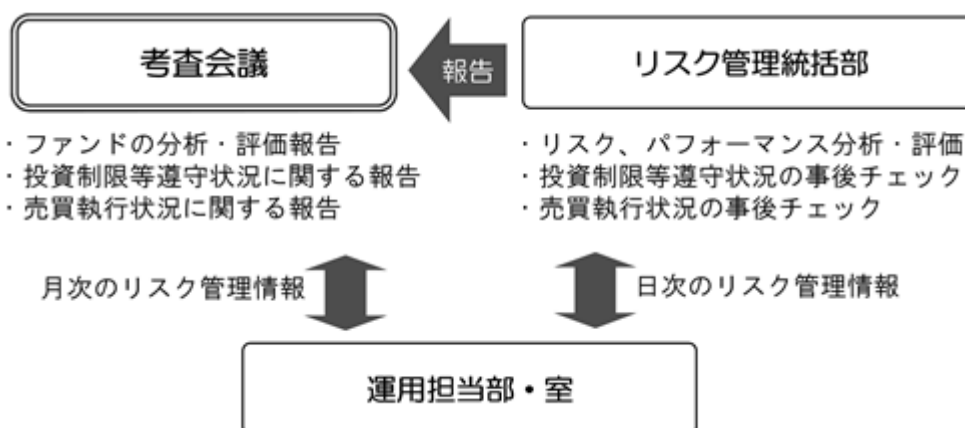 考査会議
報告
リスク管理統括部
・ファンドの分析・評価報告
・投資制限等遵守状況に関する報告
・売買執行状況に関する報告
・リスク、パフォーマンス分析・評価
・投資制限等遵守状況の事後チェック
・売買執行状況の事後チェック
月次のリスク管理情報
日次のリスク管理情報
運用担当部・室